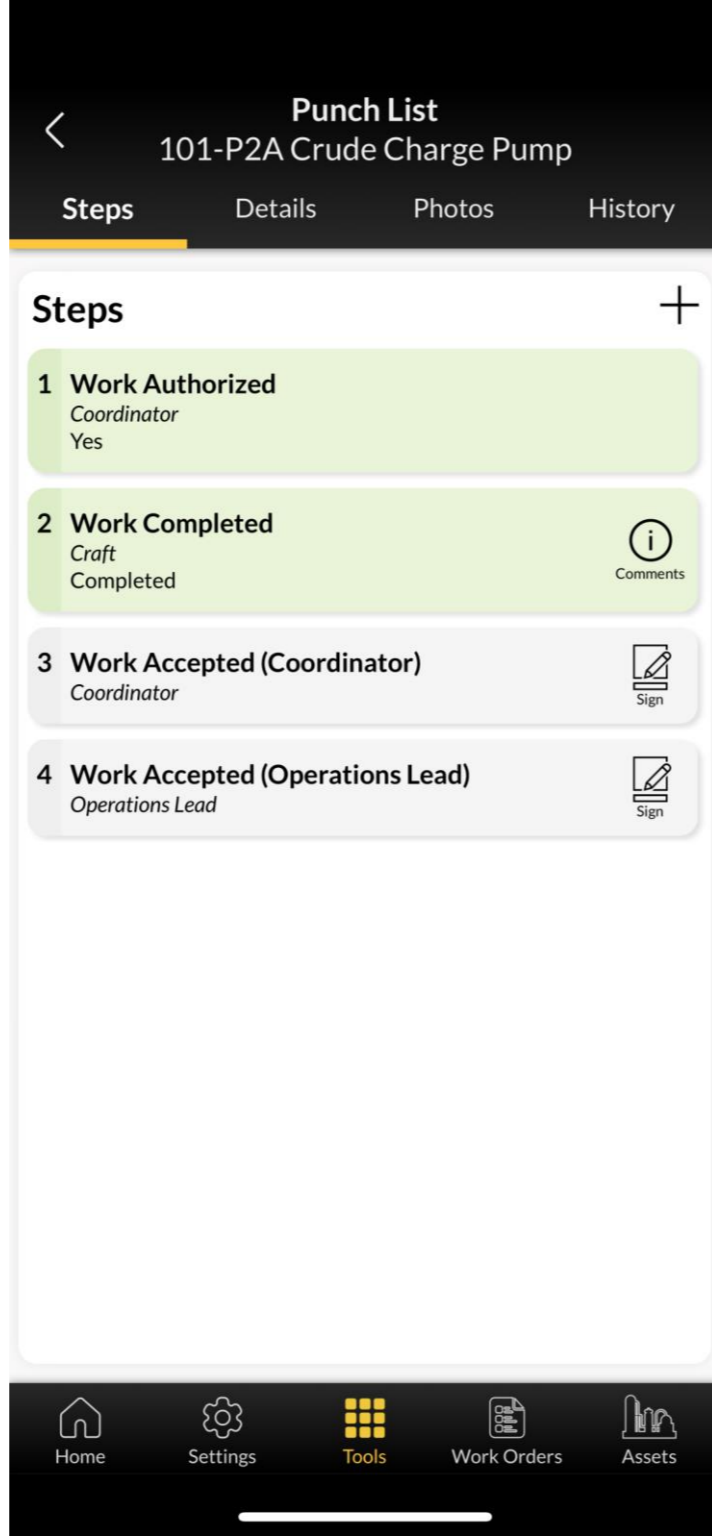 Punch List
101-P2A Crude Charge Pump
Steps Details Photos History
Steps
1 Work Authorized
Coordinator
Yes
2 Work Completed
Craft
Completed
Comments
3 Work Accepted (Coordinator)
Coordinator
Sign
4 Work Accepted (Operations Lead)
Operations Lead
Sign
Home Settings Tools Work Orders Assets